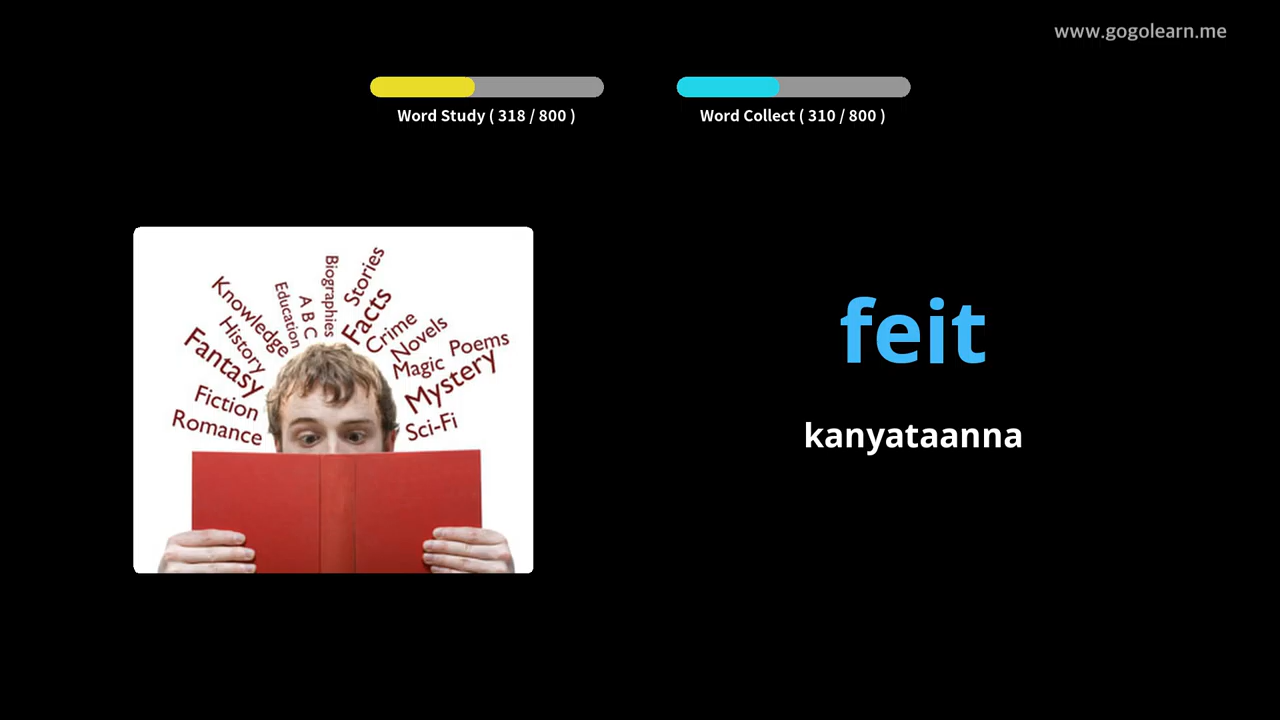 www.gogolearn.me
Word Study ( 318 / 800 )
Word Collect ( 310 / 800 )
Knowledge
History
Fantasy
Fiction
Romance
Education
A B C
Biographies
Stories
Facts
Crime
Novels
Magic
Poems
Mystery
Sci-Fi
feit
kanyataanna